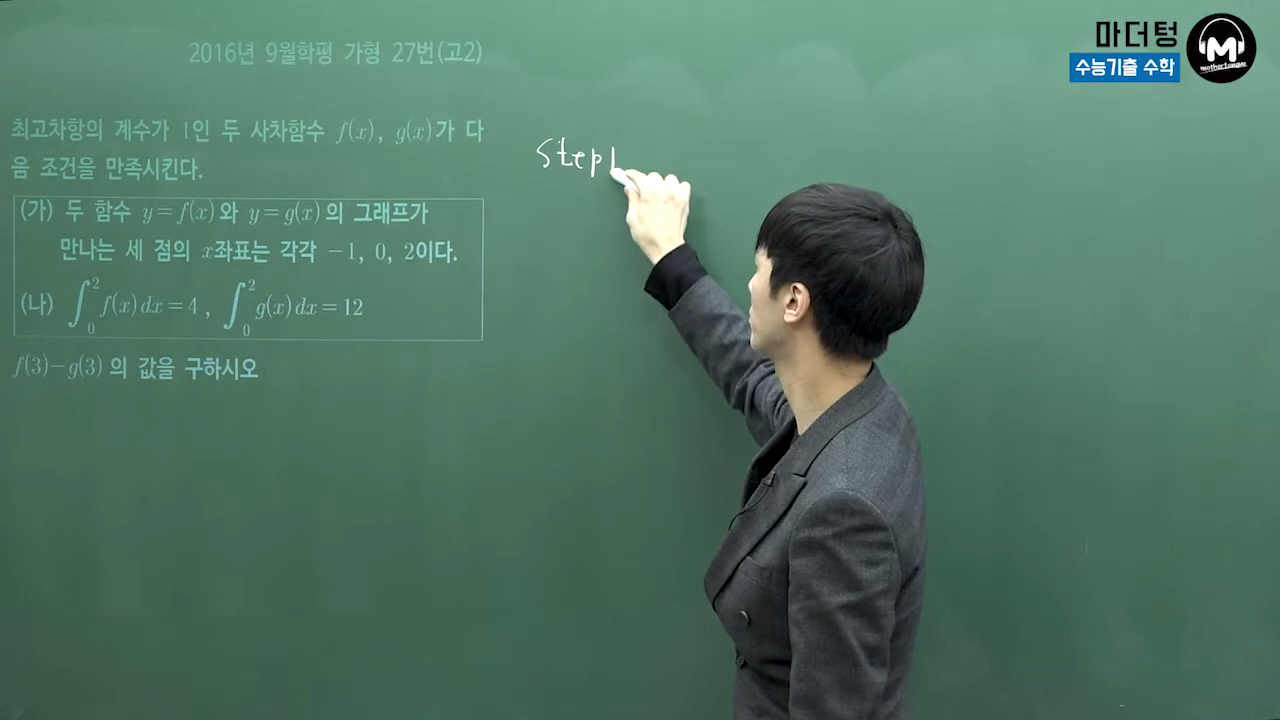 2016년 9월학평 가형 27번(고2)
최고차항의 계수가 1인 두 사차함수 f(x), g(x)가 다
음 조건을 만족시킨다.
(가) 두 함수 y=f(x)와 y=g(x)의 그래프가
만나는 세 점의 x좌표는 각각 −1, 0, 2이다.
(나) ∫₀² f(x)dx=4, ∫₀² g(x)dx=12
f(3)−g(3)의 값을 구하시오
Step1
마더텅
수능기출 수학
M